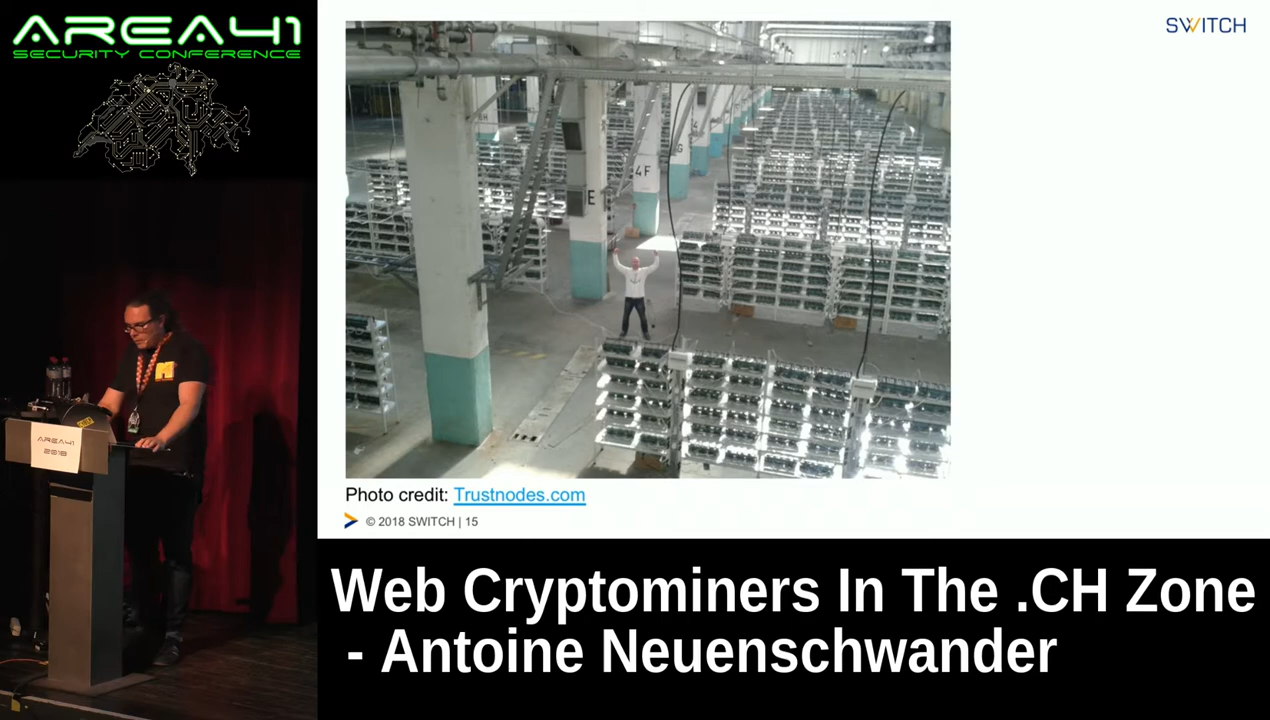 AREA41
SECURITY CONFERENCE
SWITCH
E
4F
G
Photo credit: Trustnodes.com
© 2018 SWITCH | 15
AREA41
2018
Web Cryptominers In The .CH Zone
- Antoine Neuenschwander